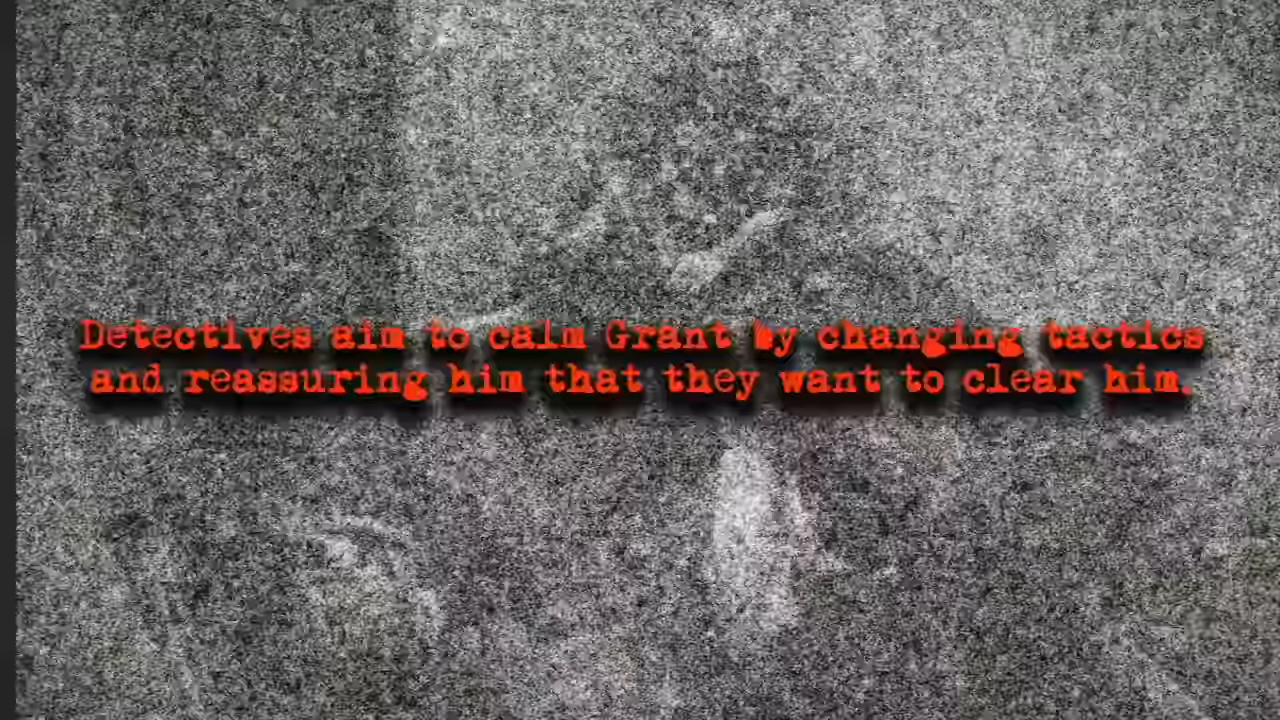 Detectives aim to calm Grant by changing tactics
and reassuring him that they want to clear him.